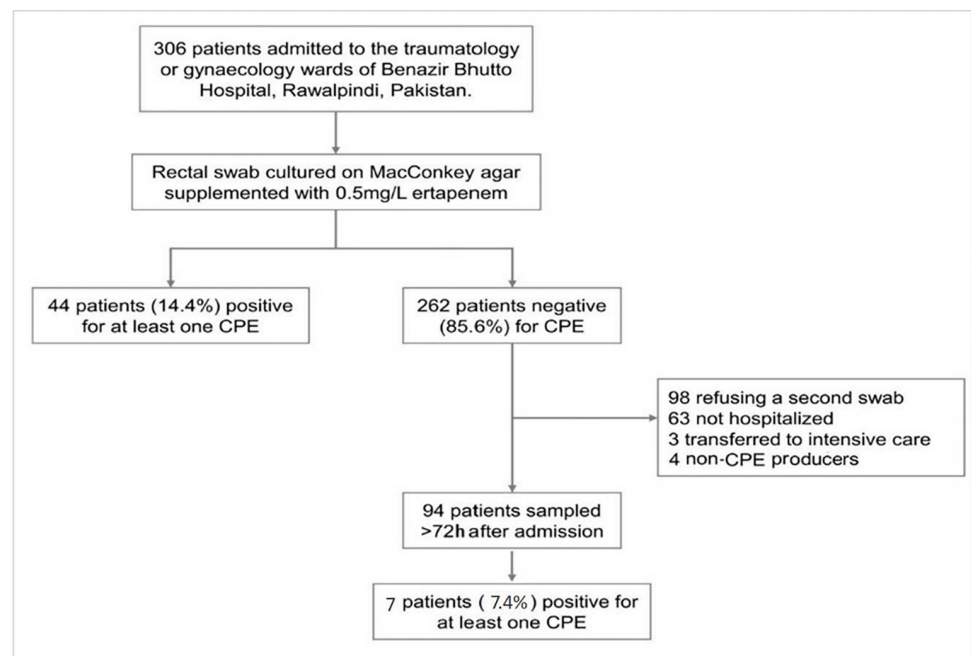 306 patients admitted to the traumatology
or gynaecology wards of Benazir Bhutto
Hospital, Rawalpindi, Pakistan.
Rectal swab cultured on MacConkey agar
supplemented with 0.5mg/L ertapenem
44 patients (14.4%) positive
for at least one CPE
262 patients negative
(85.6%) for CPE
98 refusing a second swab
63 not hospitalized
3 transferred to intensive care
4 non-CPE producers
94 patients sampled
>72h after admission
7 patients ( 7.4%) positive for
at least one CPE